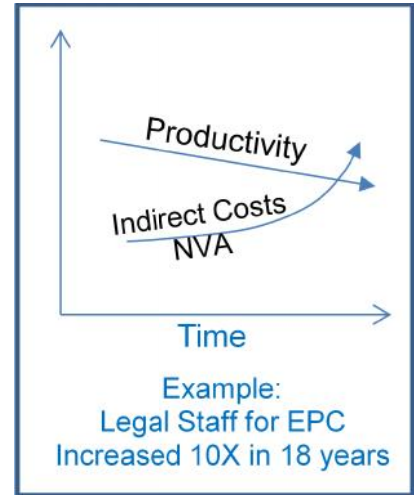 Productivity
Indirect Costs
NVA
Time
Example:
Legal Staff for EPC
Increased 10X in 18 years